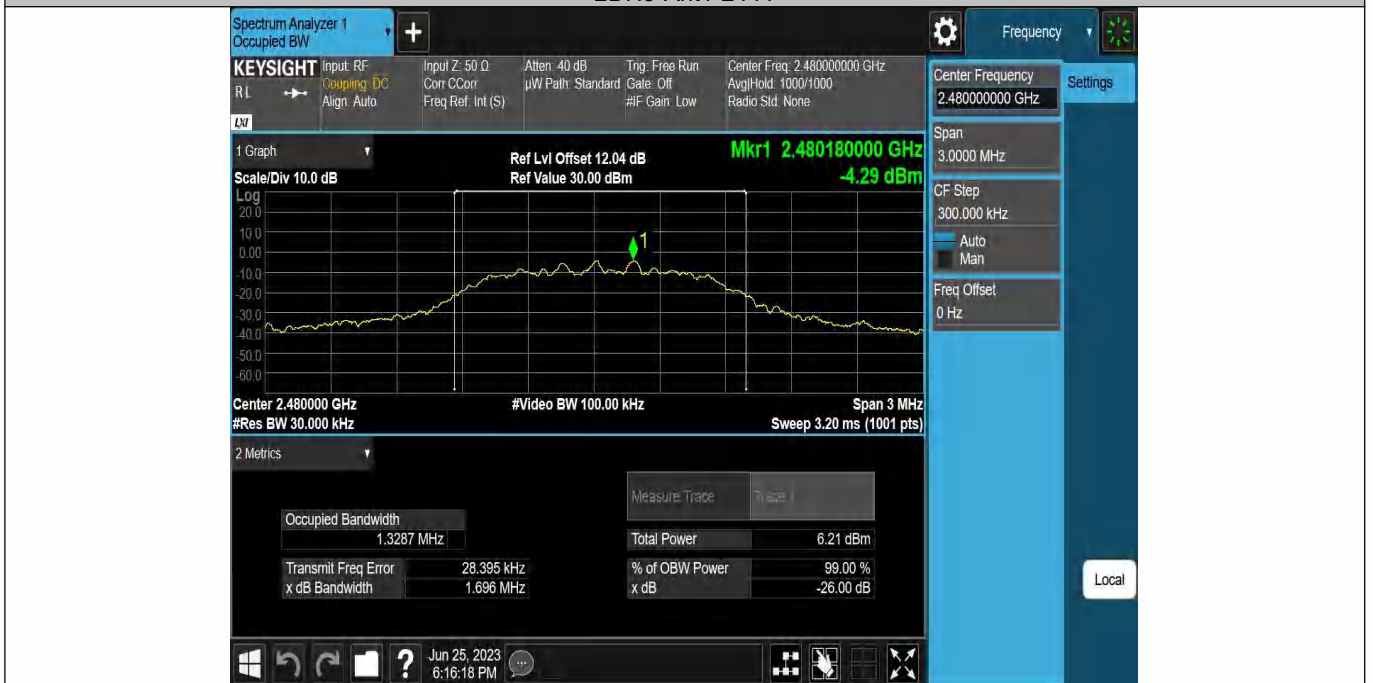 Spectrum Analyzer 1
Occupied BW
+
Frequency
KEYSIGHT
RL
LXI
Input: RF
Coupling: DC
Align: Auto
Input Z: 50 Ω
Corr CCorr
Freq Ref: Int (S)
Atten: 40 dB
µW Path: Standard
Trig: Free Run
Gate: Off
#IF Gain: Low
Center Freq: 2.480000000 GHz
Avg|Hold: 1000/1000
Radio Std: None
Center Frequency
2.480000000 GHz
Settings
Span
3.0000 MHz
CF Step
300.000 kHz
Auto
Man
Freq Offset
0 Hz
Local
1 Graph
Scale/Div 10.0 dB
Ref Lvl Offset 12.04 dB
Ref Value 30.00 dBm
Mkr1 2.480180000 GHz
-4.29 dBm
Log
20.0
10.0
0.00
-10.0
-20.0
-30.0
-40.0
-50.0
-60.0
1
Center 2.480000 GHz
#Video BW 100.00 kHz
Span 3 MHz
#Res BW 30.000 kHz
Sweep 3.20 ms (1001 pts)
2 Metrics
Measure Trace
Trace 1
Occupied Bandwidth
1.3287 MHz
Total Power
6.21 dBm
Transmit Freq Error
28.395 kHz
% of OBW Power
99.00 %
x dB Bandwidth
1.696 MHz
x dB
-26.00 dB
?
Jun 25, 2023
6:16:18 PM